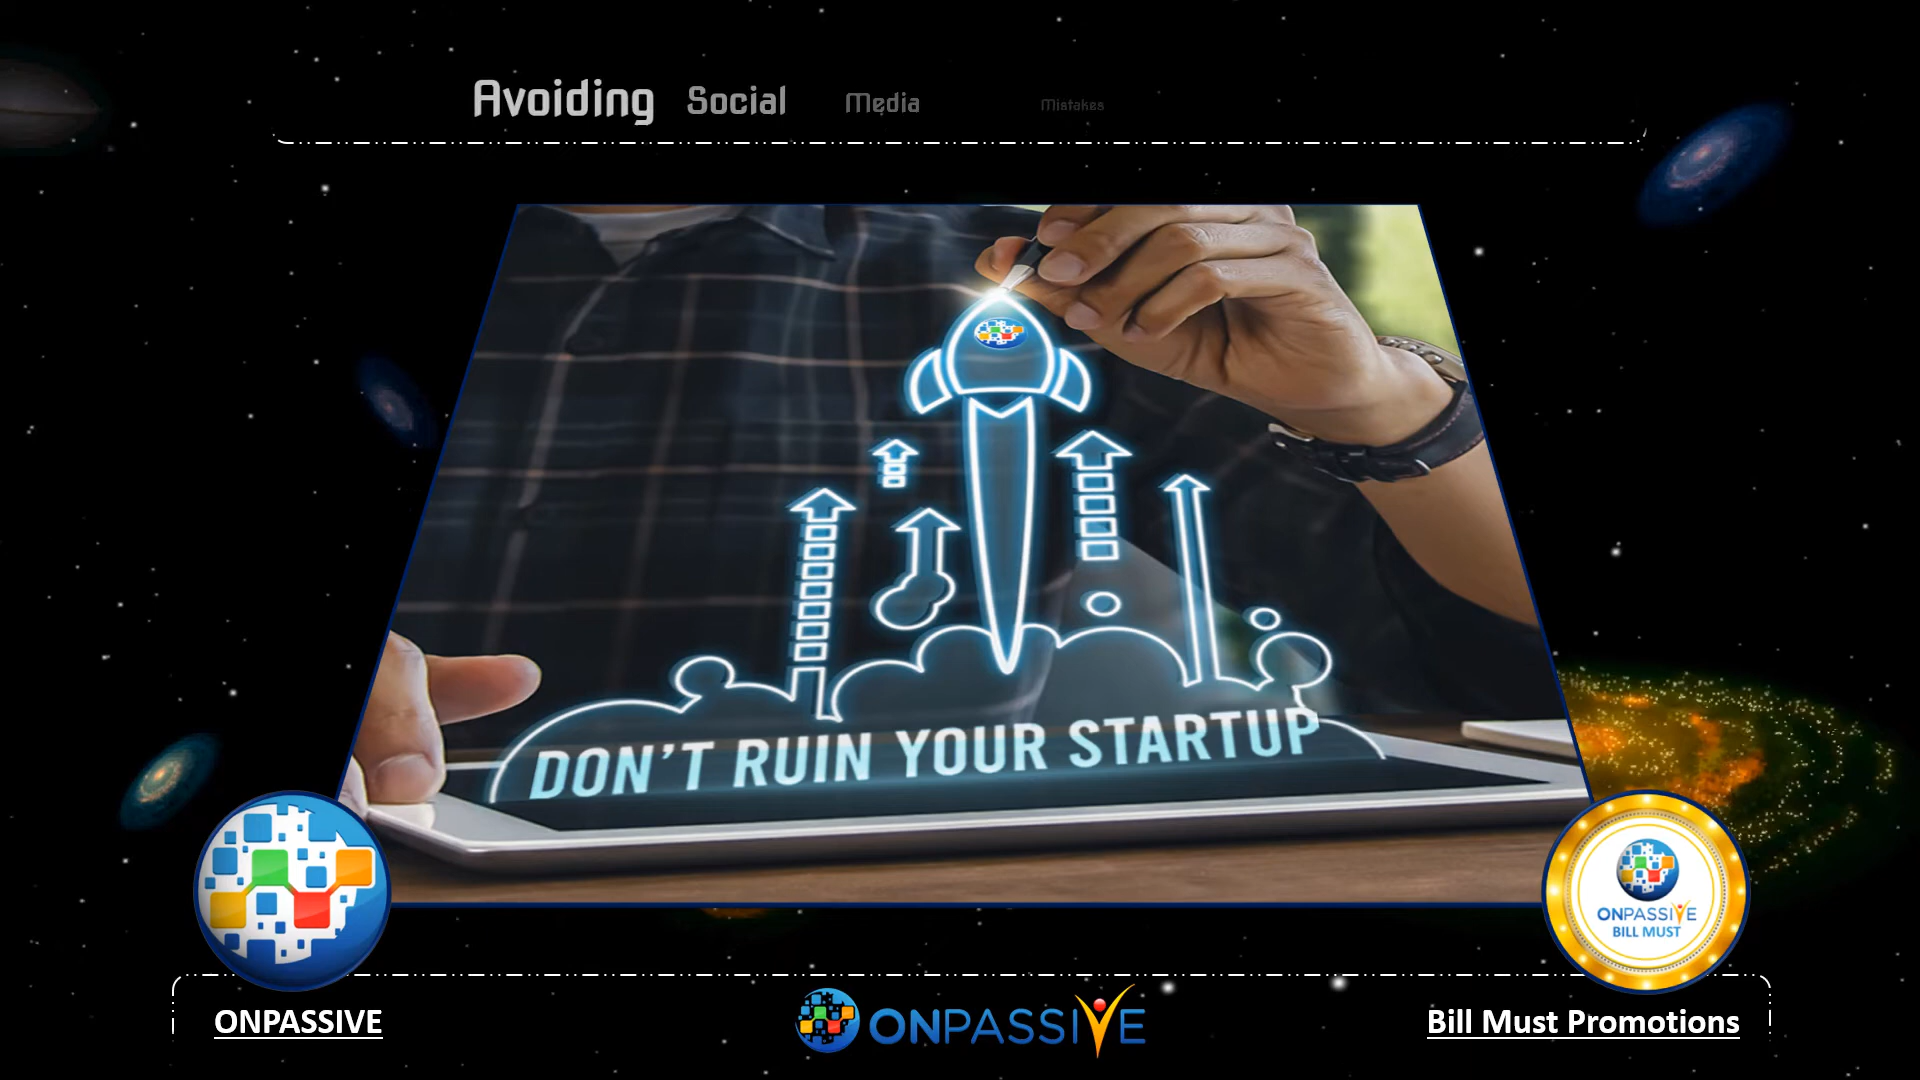 Avoiding Social Media Mistakes
DON'T RUIN YOUR STARTUP
ONPASSIVE
BILL MUST
ONPASSIVE
ONPASSIVE
Bill Must Promotions